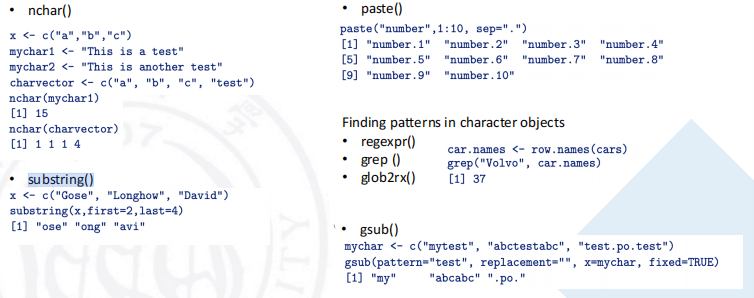 • nchar()
x <- c("a","b","c")
mychar1 <- "This is a test"
mychar2 <- "This is another test"
charvector <- c("a", "b", "c", "test")
nchar(mychar1)
[1] 15
nchar(charvector)
[1] 1 1 1 4
• substring()
x <- c("Gose", "Longhow", "David")
substring(x,first=2,last=4)
[1] "ose" "ong" "avi"
• paste()
paste("number",1:10, sep=".")
[1] "number.1" "number.2" "number.3" "number.4"
[5] "number.5" "number.6" "number.7" "number.8"
[9] "number.9" "number.10"
Finding patterns in character objects
• regexpr()
• grep ()
• glob2rx()
car.names <- row.names(cars)
grep("Volvo", car.names)
[1] 37
• gsub()
mychar <- c("mytest", "abctestabc", "test.po.test")
gsub(pattern="test", replacement="", x=mychar, fixed=TRUE)
[1] "my" "abcabc" ".po."